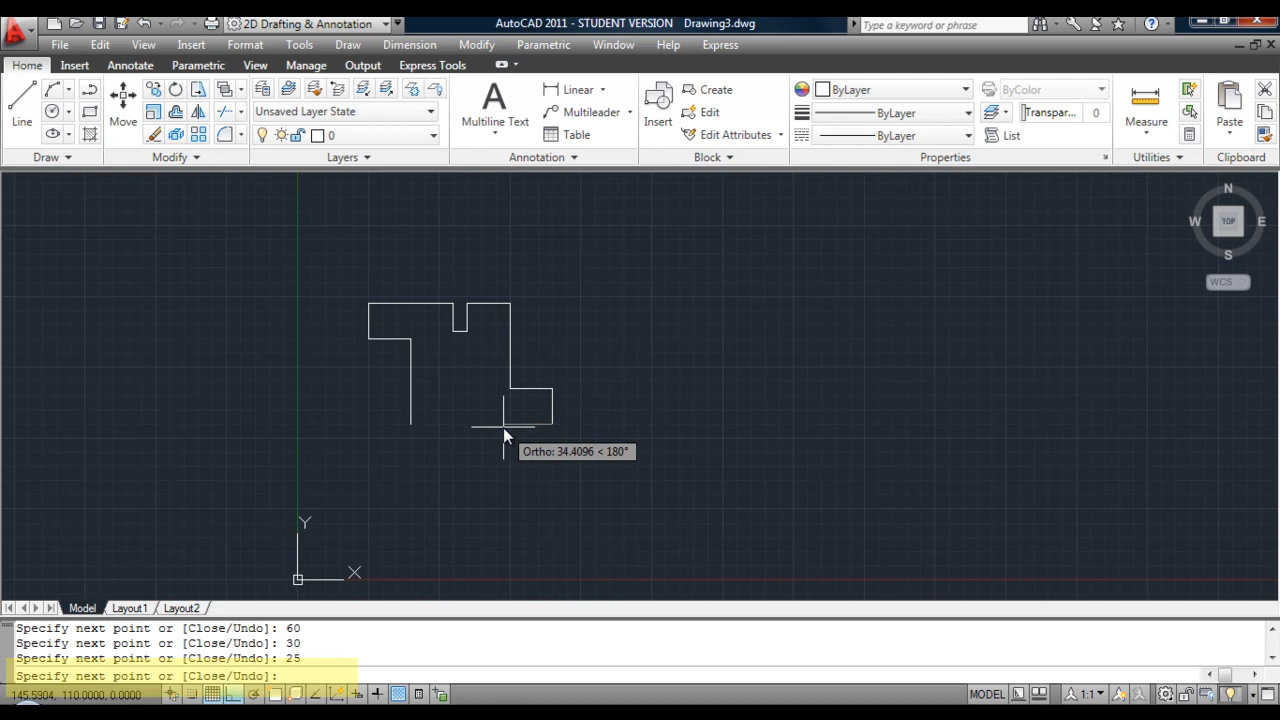 2D Drafting & Annotation
AutoCAD 2011 - STUDENT VERSION Drawing3.dwg
Type a keyword or phrase
File Edit View Insert Format Tools Draw Dimension Modify Parametric Window Help Express
Home Insert Annotate Parametric View Manage Output Express Tools
Line
Move
Unsaved Layer State
0
Multiline Text
Linear
Multileader
Table
Insert
Create
Edit
Edit Attributes
ByLayer
ByLayer
ByLayer
ByColor
Transpar... 0
List
Measure
Paste
Draw Modify Layers Annotation Block Properties Utilities Clipboard
N
W TOP E
S
WCS
Ortho: 34.4096 < 180°
Y
X
Model Layout1 Layout2
Specify next point or [Close/Undo]: 60
Specify next point or [Close/Undo]: 30
Specify next point or [Close/Undo]: 25
Specify next point or [Close/Undo]:
145.5904, 110.0000, 0.0000
MODEL
1:1